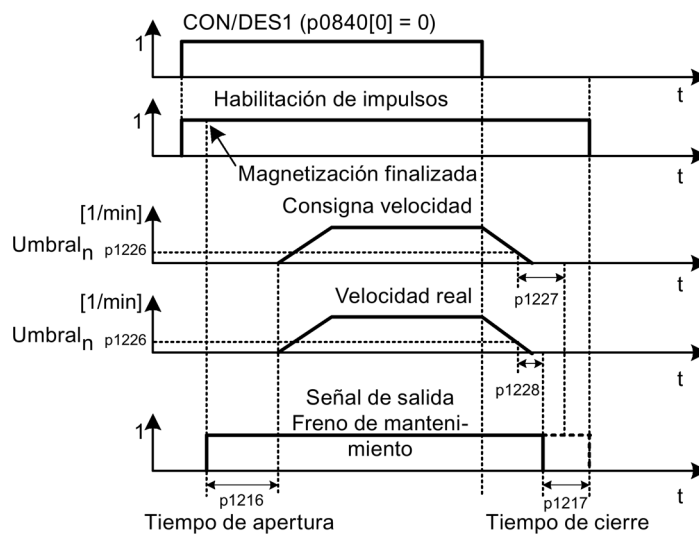 CON/DES1 (p0840[0] = 0)
1
t
Habilitación de impulsos
1
t
Magnetización finalizada
[1/min]
Consigna velocidad
Umbral n p1226
t
p1227
[1/min]
Velocidad real
Umbral n p1226
t
p1228
Señal de salida
Freno de manteni-
miento
1
t
p1216
p1217
Tiempo de apertura
Tiempo de cierre